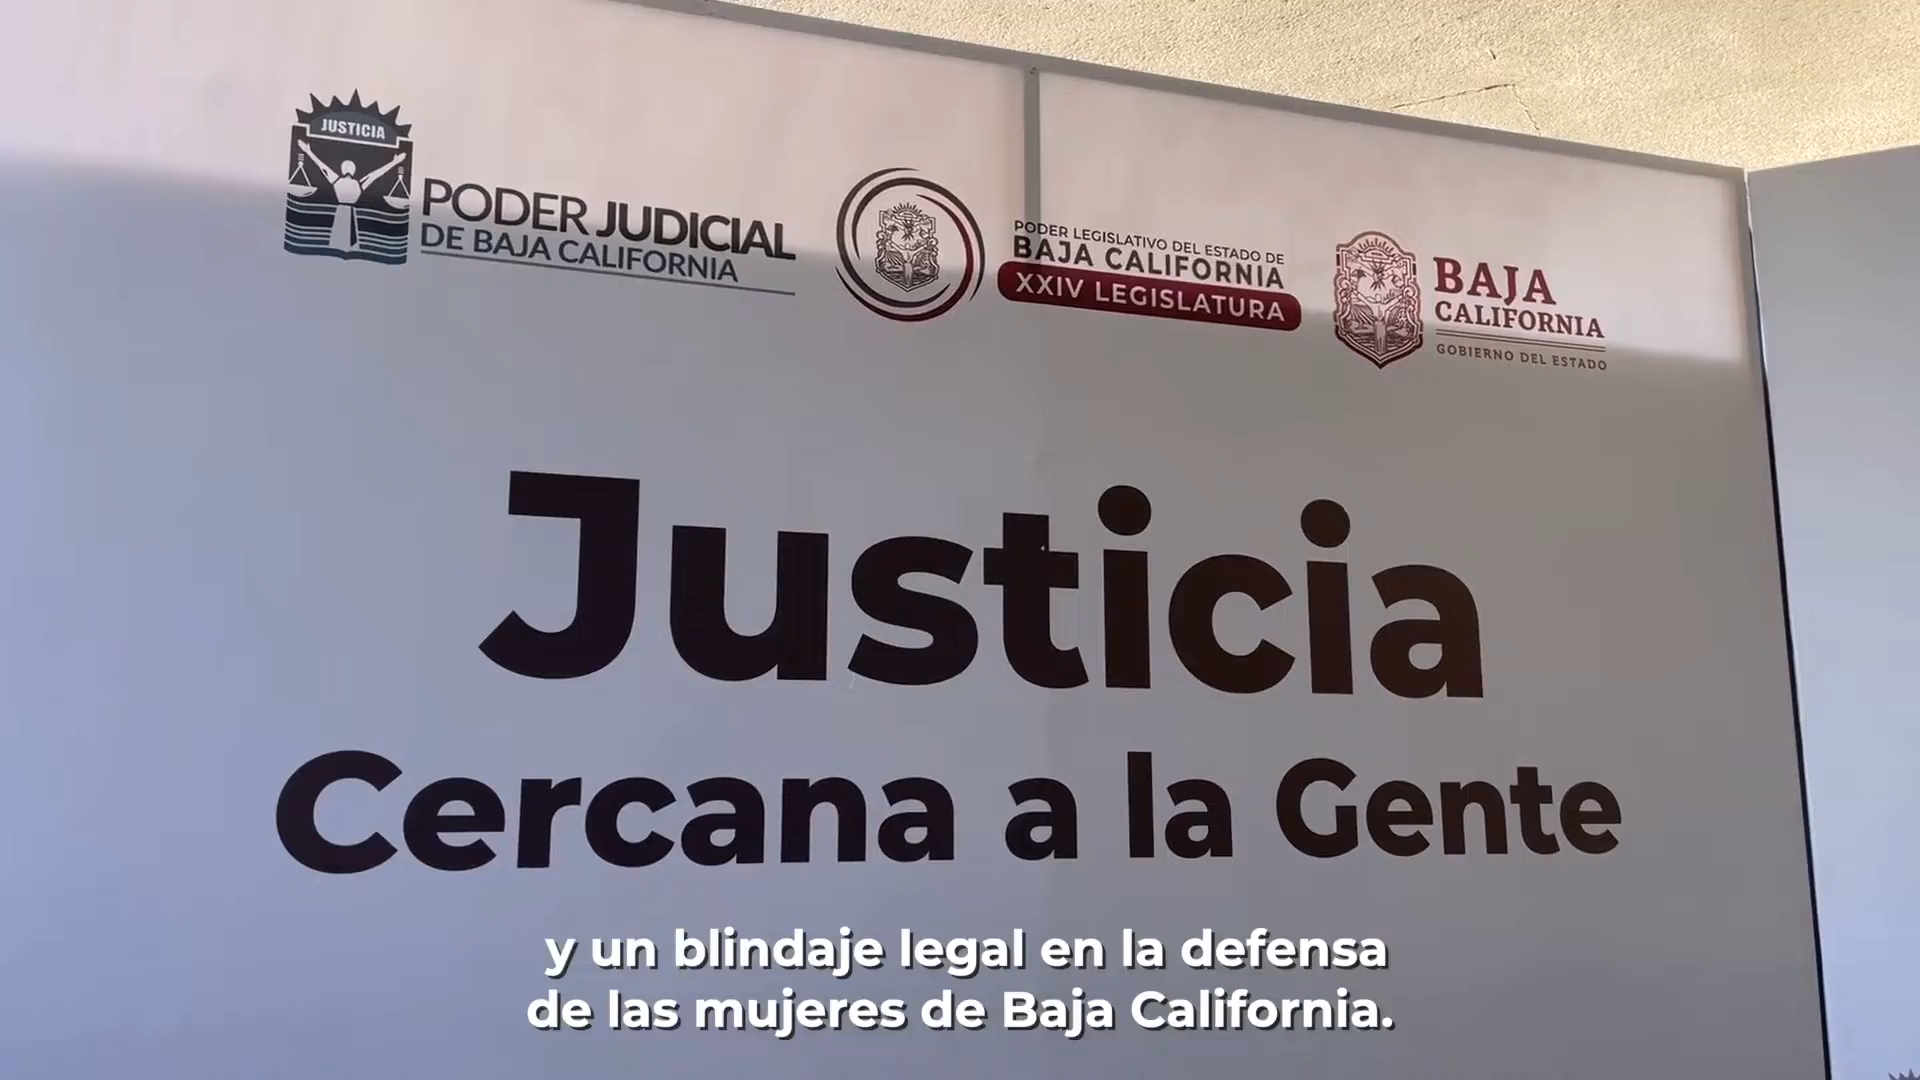 JUSTICIA
PODER JUDICIAL
DE BAJA CALIFORNIA
PODER LEGISLATIVO DEL ESTADO DE
BAJA CALIFORNIA
XXIV LEGISLATURA
BAJA
CALIFORNIA
GOBIERNO DEL ESTADO
Justicia
Cercana a la Gente
y un blindaje legal en la defensa
de las mujeres de Baja California.